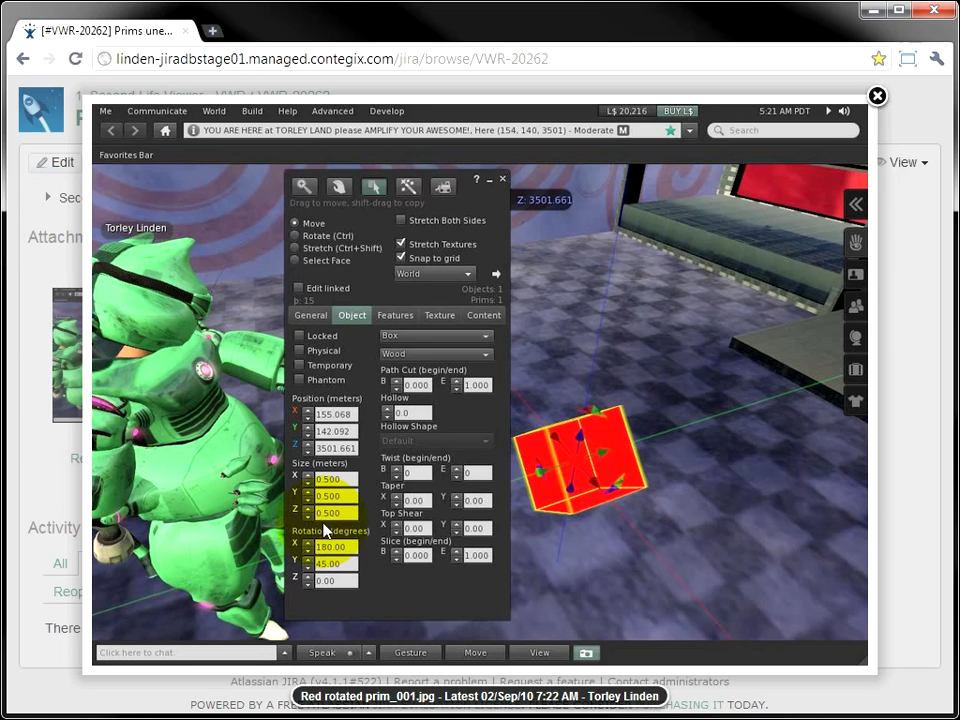 [#VWR-20262] Prims une...
linden-jiradbstage01.managed.contegix.com/jira/browse/VWR-20262
Me Communicate World Build Help Advanced Develop L$ 20,216 BUY L$ 5:21 AM PDT
YOU ARE HERE at TORLEY LAND please AMPLIFY YOUR AWESOME!, Here (154, 140, 3501) - Moderate M Search
Favorites Bar
Edit
View
Attachm
Activity
All
Reop
There
Torley Linden
Z: 3501.661
? _ ×
Drag to move, shift-drag to copy
Move
Rotate (Ctrl)
Stretch (Ctrl+Shift)
Select Face
Stretch Both Sides
Stretch Textures
Snap to grid
World
Edit linked
Objects: 1
þ: 15
Prims: 1
General Object Features Texture Content
Locked
Physical
Temporary
Phantom
Position (meters)
X 155.068
Y 142.092
Z 3501.661
Size (meters)
X 0.500
Y 0.500
Z 0.500
Rotatio (degrees)
X 180.00
Y 45.00
Z 0.00
Box
Wood
Path Cut (begin/end)
B 0.000 E 1.000
Hollow
0.0
Hollow Shape
Default
Twist (begin/end)
B 0 E 0
Taper
X 0.00 Y 0.00
Top Shear
X 0.00 Y 0.00
Slice (begin/end)
B 0.000 E 1.000
Click here to chat. Speak Gesture Move View
Atlassian JIRA (v4.1.1#522) | Report a problem | Request a feature | Contact administrators
Red rotated prim_001.jpg - Latest 02/Sep/10 7:22 AM - Torley Linden
POWERED BY A FRE
TODAY.